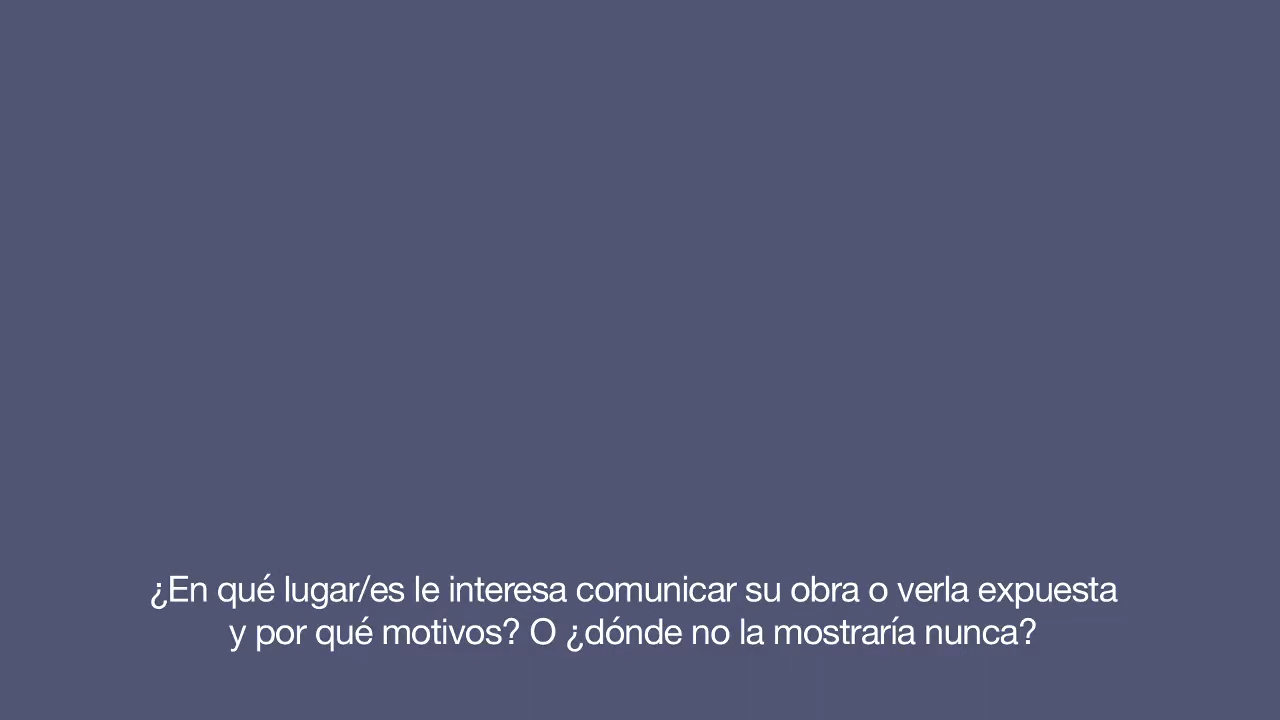 ¿En qué lugar/es le interesa comunicar su obra o verla expuesta
y por qué motivos? O ¿dónde no la mostraría nunca?